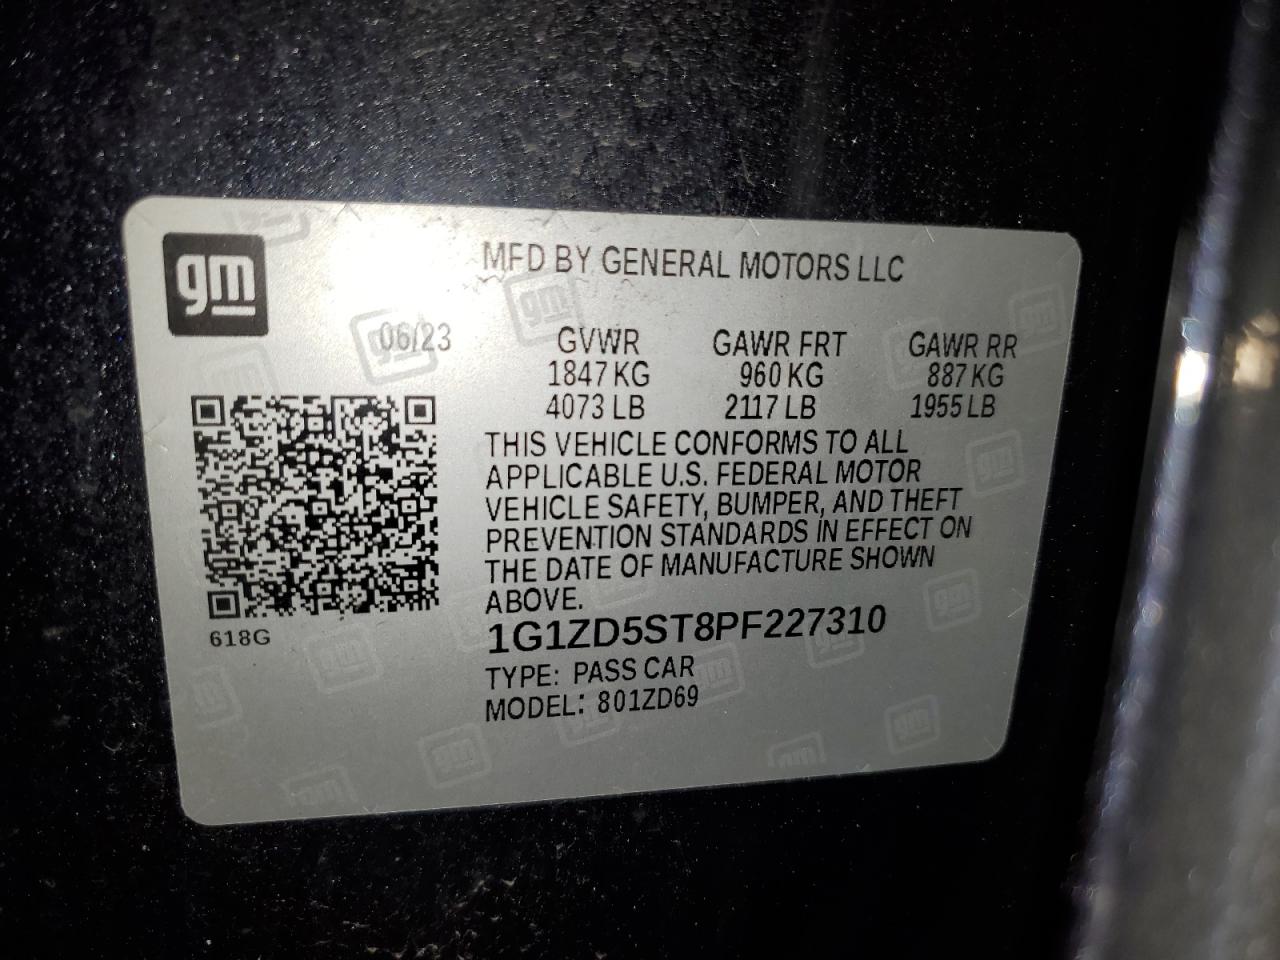 gm
MFD BY GENERAL MOTORS LLC
06/23
GVWR GAWR FRT GAWR RR
1847 KG 960 KG 887 KG
4073 LB 2117 LB 1955 LB
THIS VEHICLE CONFORMS TO ALL
APPLICABLE U.S. FEDERAL MOTOR
VEHICLE SAFETY, BUMPER, AND THEFT
PREVENTION STANDARDS IN EFFECT ON
THE DATE OF MANUFACTURE SHOWN
ABOVE.
618G
1G1ZD5ST8PF227310
TYPE: PASS CAR
MODEL: 801ZD69